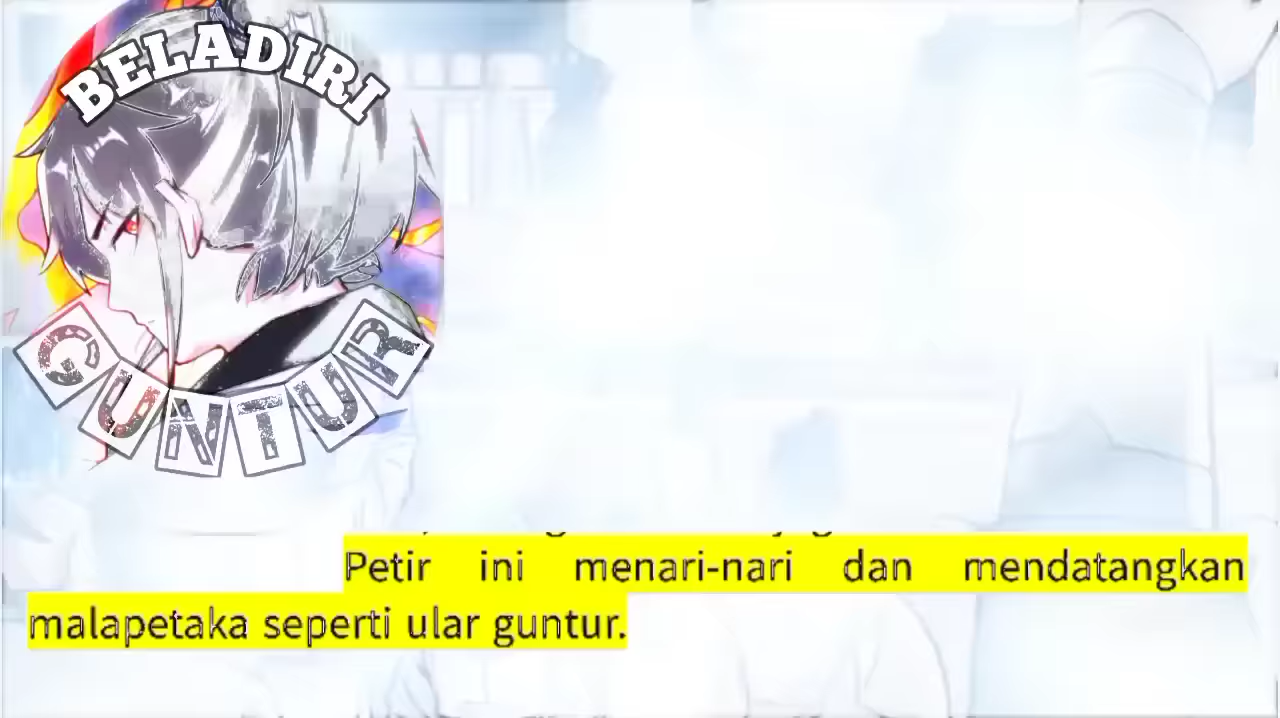 BELADIRI
GUNTUR
Petir ini menari-nari dan mendatangkan
malapetaka seperti ular guntur.